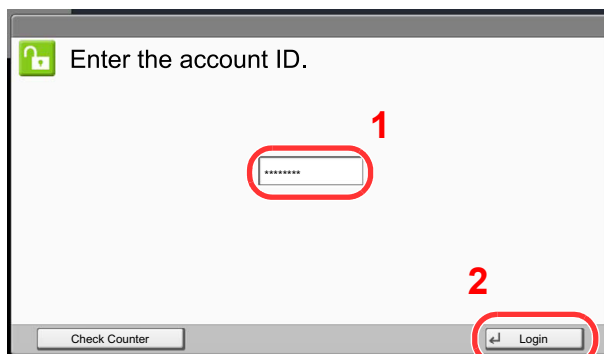 Enter the account ID.
1
********
2
Check Counter
Login